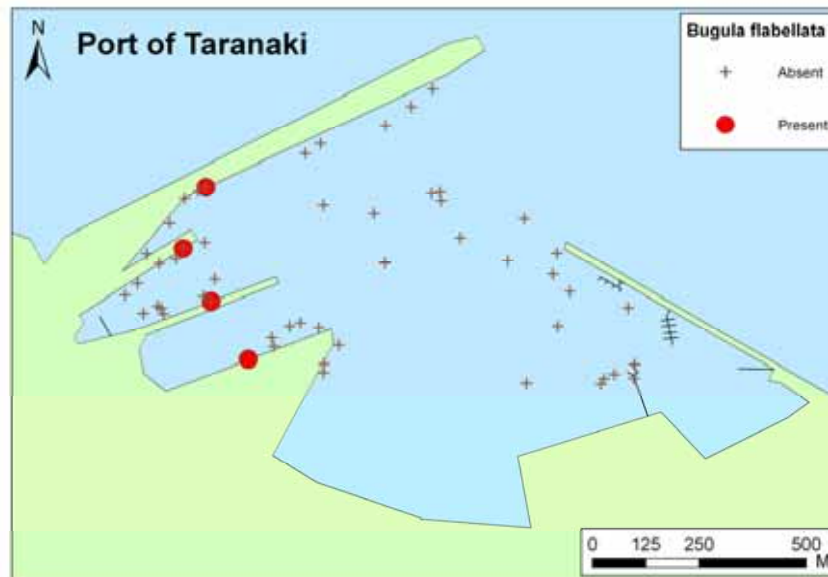 N
Port of Taranaki
Bugula flabellata
Absent
Present
0 125 250 500
M